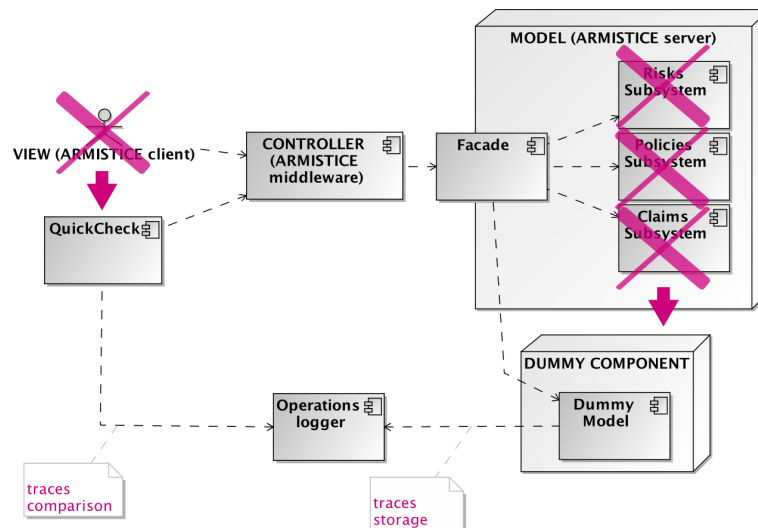 MODEL (ARMISTICE server)
Risks
Subsystem
VIEW (ARMISTICE client)
CONTROLLER
(ARMISTICE
middleware)
Facade
Policies
Subsystem
Claims
Subsystem
QuickCheck
DUMMY COMPONENT
Operations
logger
Dummy
Model
traces
comparison
traces
storage